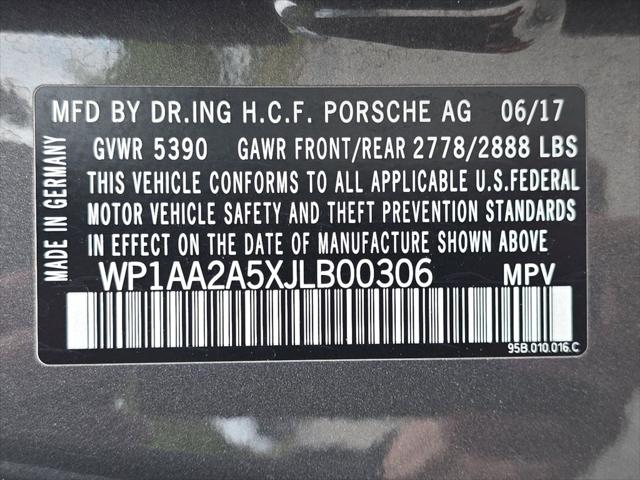 MADE IN GERMANY
MFD BY DR.ING H.C.F. PORSCHE AG 06/17
GVWR 5390 GAWR FRONT/REAR 2778/2888 LBS
THIS VEHICLE CONFORMS TO ALL APPLICABLE U.S.FEDERAL
MOTOR VEHICLE SAFETY AND THEFT PREVENTION STANDARDS
IN EFFECT ON THE DATE OF MANUFACTURE SHOWN ABOVE
WP1AA2A5XJLB00306 MPV
95B.010.016.C